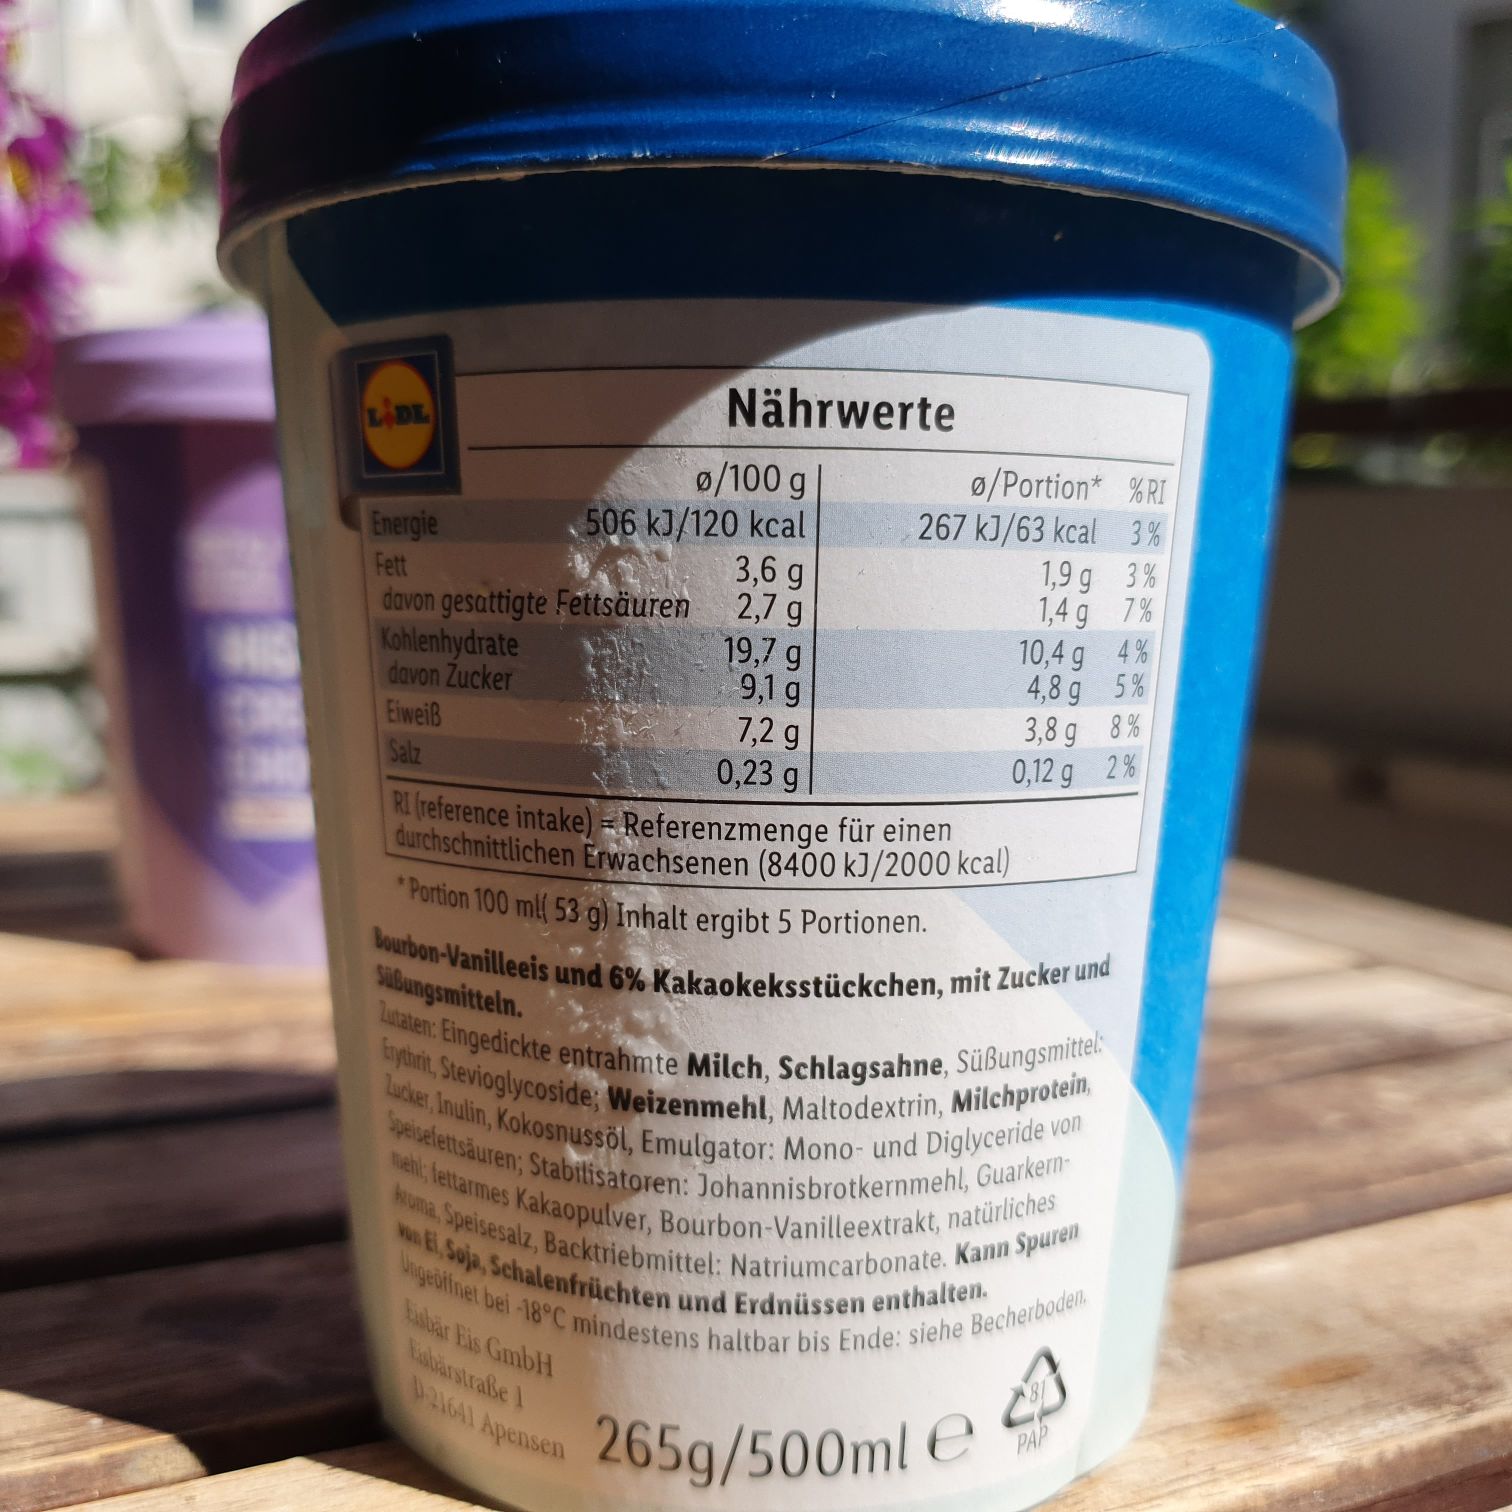 LIDL
Nährwerte
ø/100 g ø/Portion* %RI
Energie 506 kJ/120 kcal 267 kJ/63 kcal 3%
Fett 3,6 g 1,9 g 3%
davon gesättigte Fettsäuren 2,7 g 1,4 g 7%
Kohlenhydrate 19,7 g 10,4 g 4%
davon Zucker 9,1 g 4,8 g 5%
Eiweiß 7,2 g 3,8 g 8%
Salz 0,23 g 0,12 g 2%
RI (reference intake) = Referenzmenge für einen
durchschnittlichen Erwachsenen (8400 kJ/2000 kcal)
* Portion 100 ml( 53 g) Inhalt ergibt 5 Portionen.
Bourbon-Vanilleeis und 6% Kakaokeksstückchen, mit Zucker und
Süßungsmitteln.
Zutaten: Eingedickte entrahmte Milch, Schlagsahne, Süßungsmittel:
Erythrit, Stevioglycoside; Weizenmehl, Maltodextrin, Milchprotein,
Zucker, Inulin, Kokosnussöl, Emulgator: Mono- und Diglyceride von
Speisefettsäuren; Stabilisatoren: Johannisbrotkernmehl, Guarkern-
mehl; fettarmes Kakaopulver, Bourbon-Vanilleextrakt, natürliches
Aroma, Speisesalz, Backtriebmittel: Natriumcarbonate. Kann Spuren
von Ei, Soja, Schalenfrüchten und Erdnüssen enthalten.
Ungeöffnet bei -18°C mindestens haltbar bis Ende: siehe Becherboden.
Eisbär Eis GmbH
Eisbärstraße 1
D-21641 Apensen
265g/500ml e
81
PAP